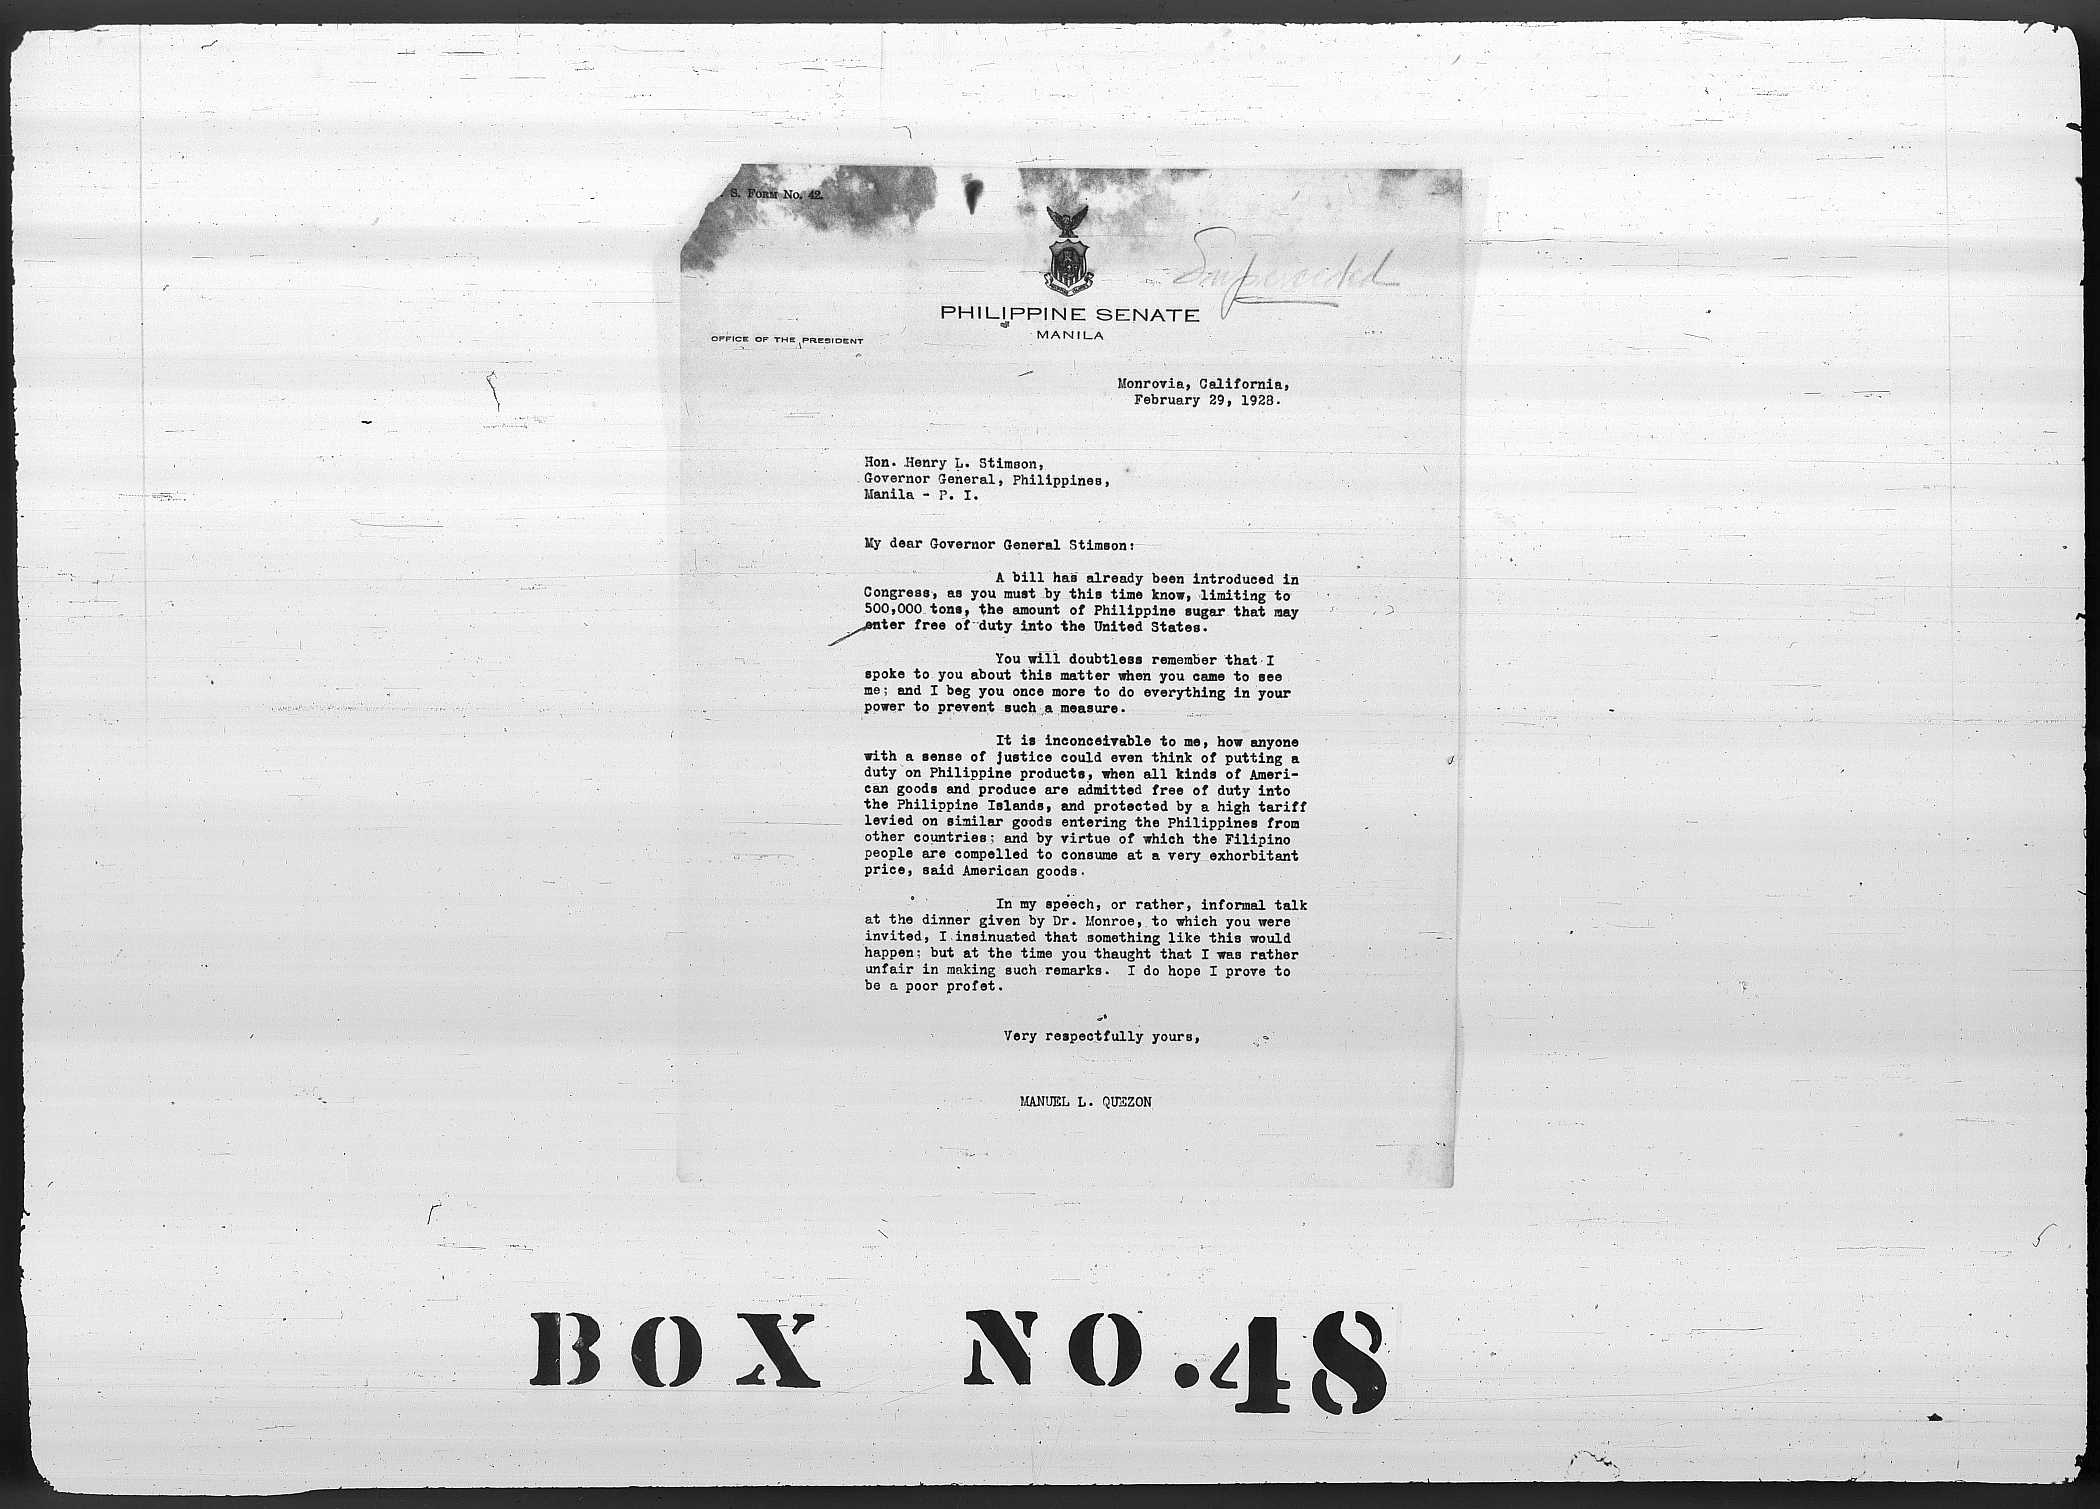 S. FORM NO. 42.
Superceded
PHILIPPINE SENATE
MANILA
OFFICE OF THE PRESIDENT
Monrovia, California,
February 29, 1928.
Hon. Henry L. Stimson,
Governor General, Philippines,
Manila - P. I.
My dear Governor General Stimson:
A bill has already been introduced in
Congress, as you must by this time know, limiting to
500,000 tons, the amount of Philippine sugar that may
enter free of duty into the United States.
You will doubtless remember that I
spoke to you about this matter when you came to see
me; and I beg you once more to do everything in your
power to prevent such a measure.
It is inconceivable to me, how anyone
with a sense of justice could even think of putting a
duty on Philippine products, when all kinds of Ameri-
can goods and produce are admitted free of duty into
the Philippine Islands, and protected by a high tariff
levied on similar goods entering the Philippines from
other countries; and by virtue of which the Filipino
people are compelled to consume at a very exhorbitant
price, said American goods.
In my speech, or rather, informal talk
at the dinner given by Dr. Monroe, to which you were
invited, I insinuated that something like this would
happen; but at the time you thaught that I was rather
unfair in making such remarks. I do hope I prove to
be a poor profet.
Very respectfully yours,
MANUEL L. QUEZON
BOX NO.48